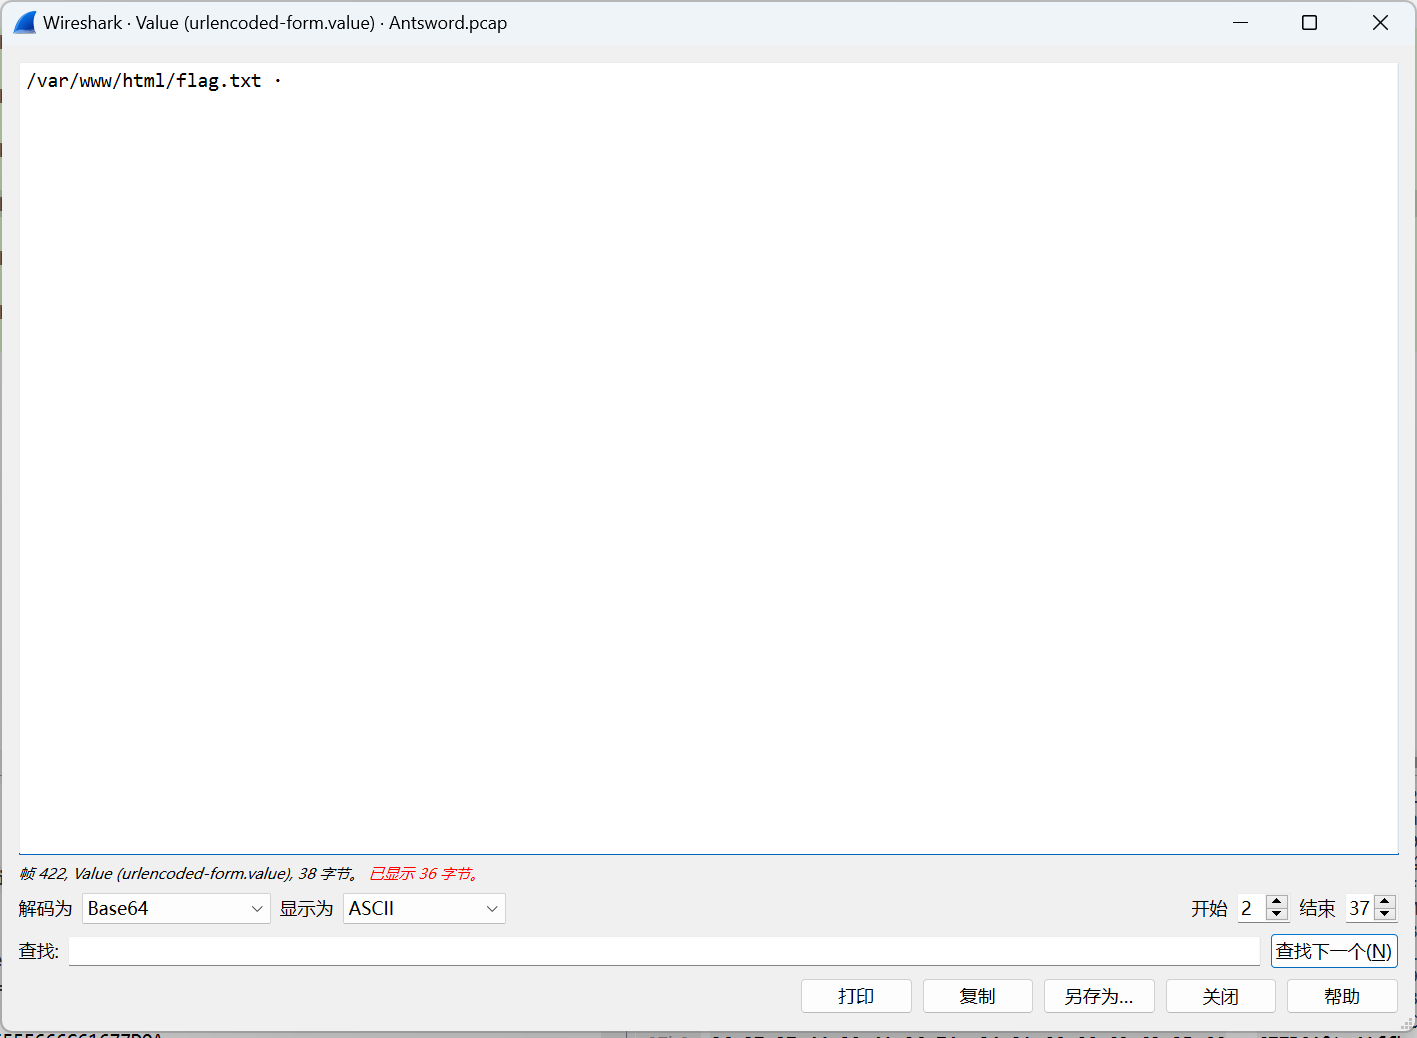 Wireshark · Value (urlencoded-form.value) · Antsword.pcap
/var/www/html/flag.txt ·
帧 422, Value (urlencoded-form.value), 38 字节。 已显示 36 字节。
解码为 Base64 显示为 ASCII 开始 2 结束 37
查找: 查找下一个(N)
打印 复制 另存为... 关闭 帮助